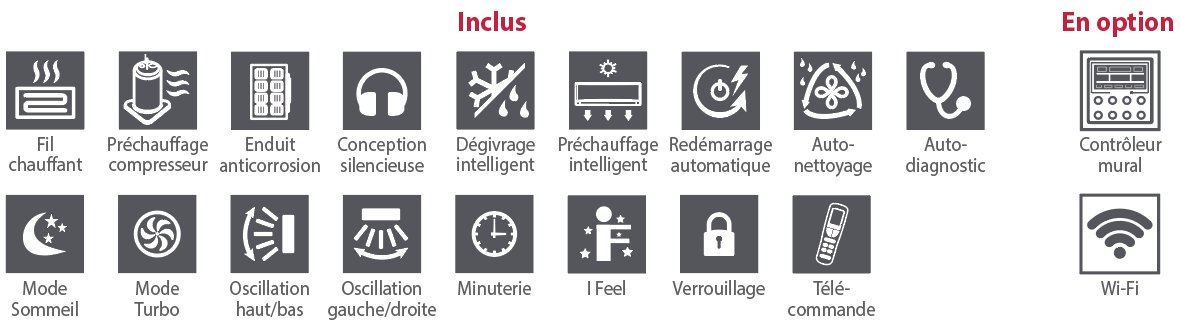 Inclus
En option
Fil
chauffant
Préchauffage
compresseur
Enduit
anticorrosion
Conception
silencieuse
Dégivrage
intelligent
Préchauffage
intelligent
Redémarrage
automatique
Auto-
nettoyage
Auto-
diagnostic
Contrôleur
mural
Mode
Sommeil
Mode
Turbo
Oscillation
haut/bas
Oscillation
gauche/droite
Minuterie
I Feel
Verrouillage
Télé-
commande
Wi-Fi